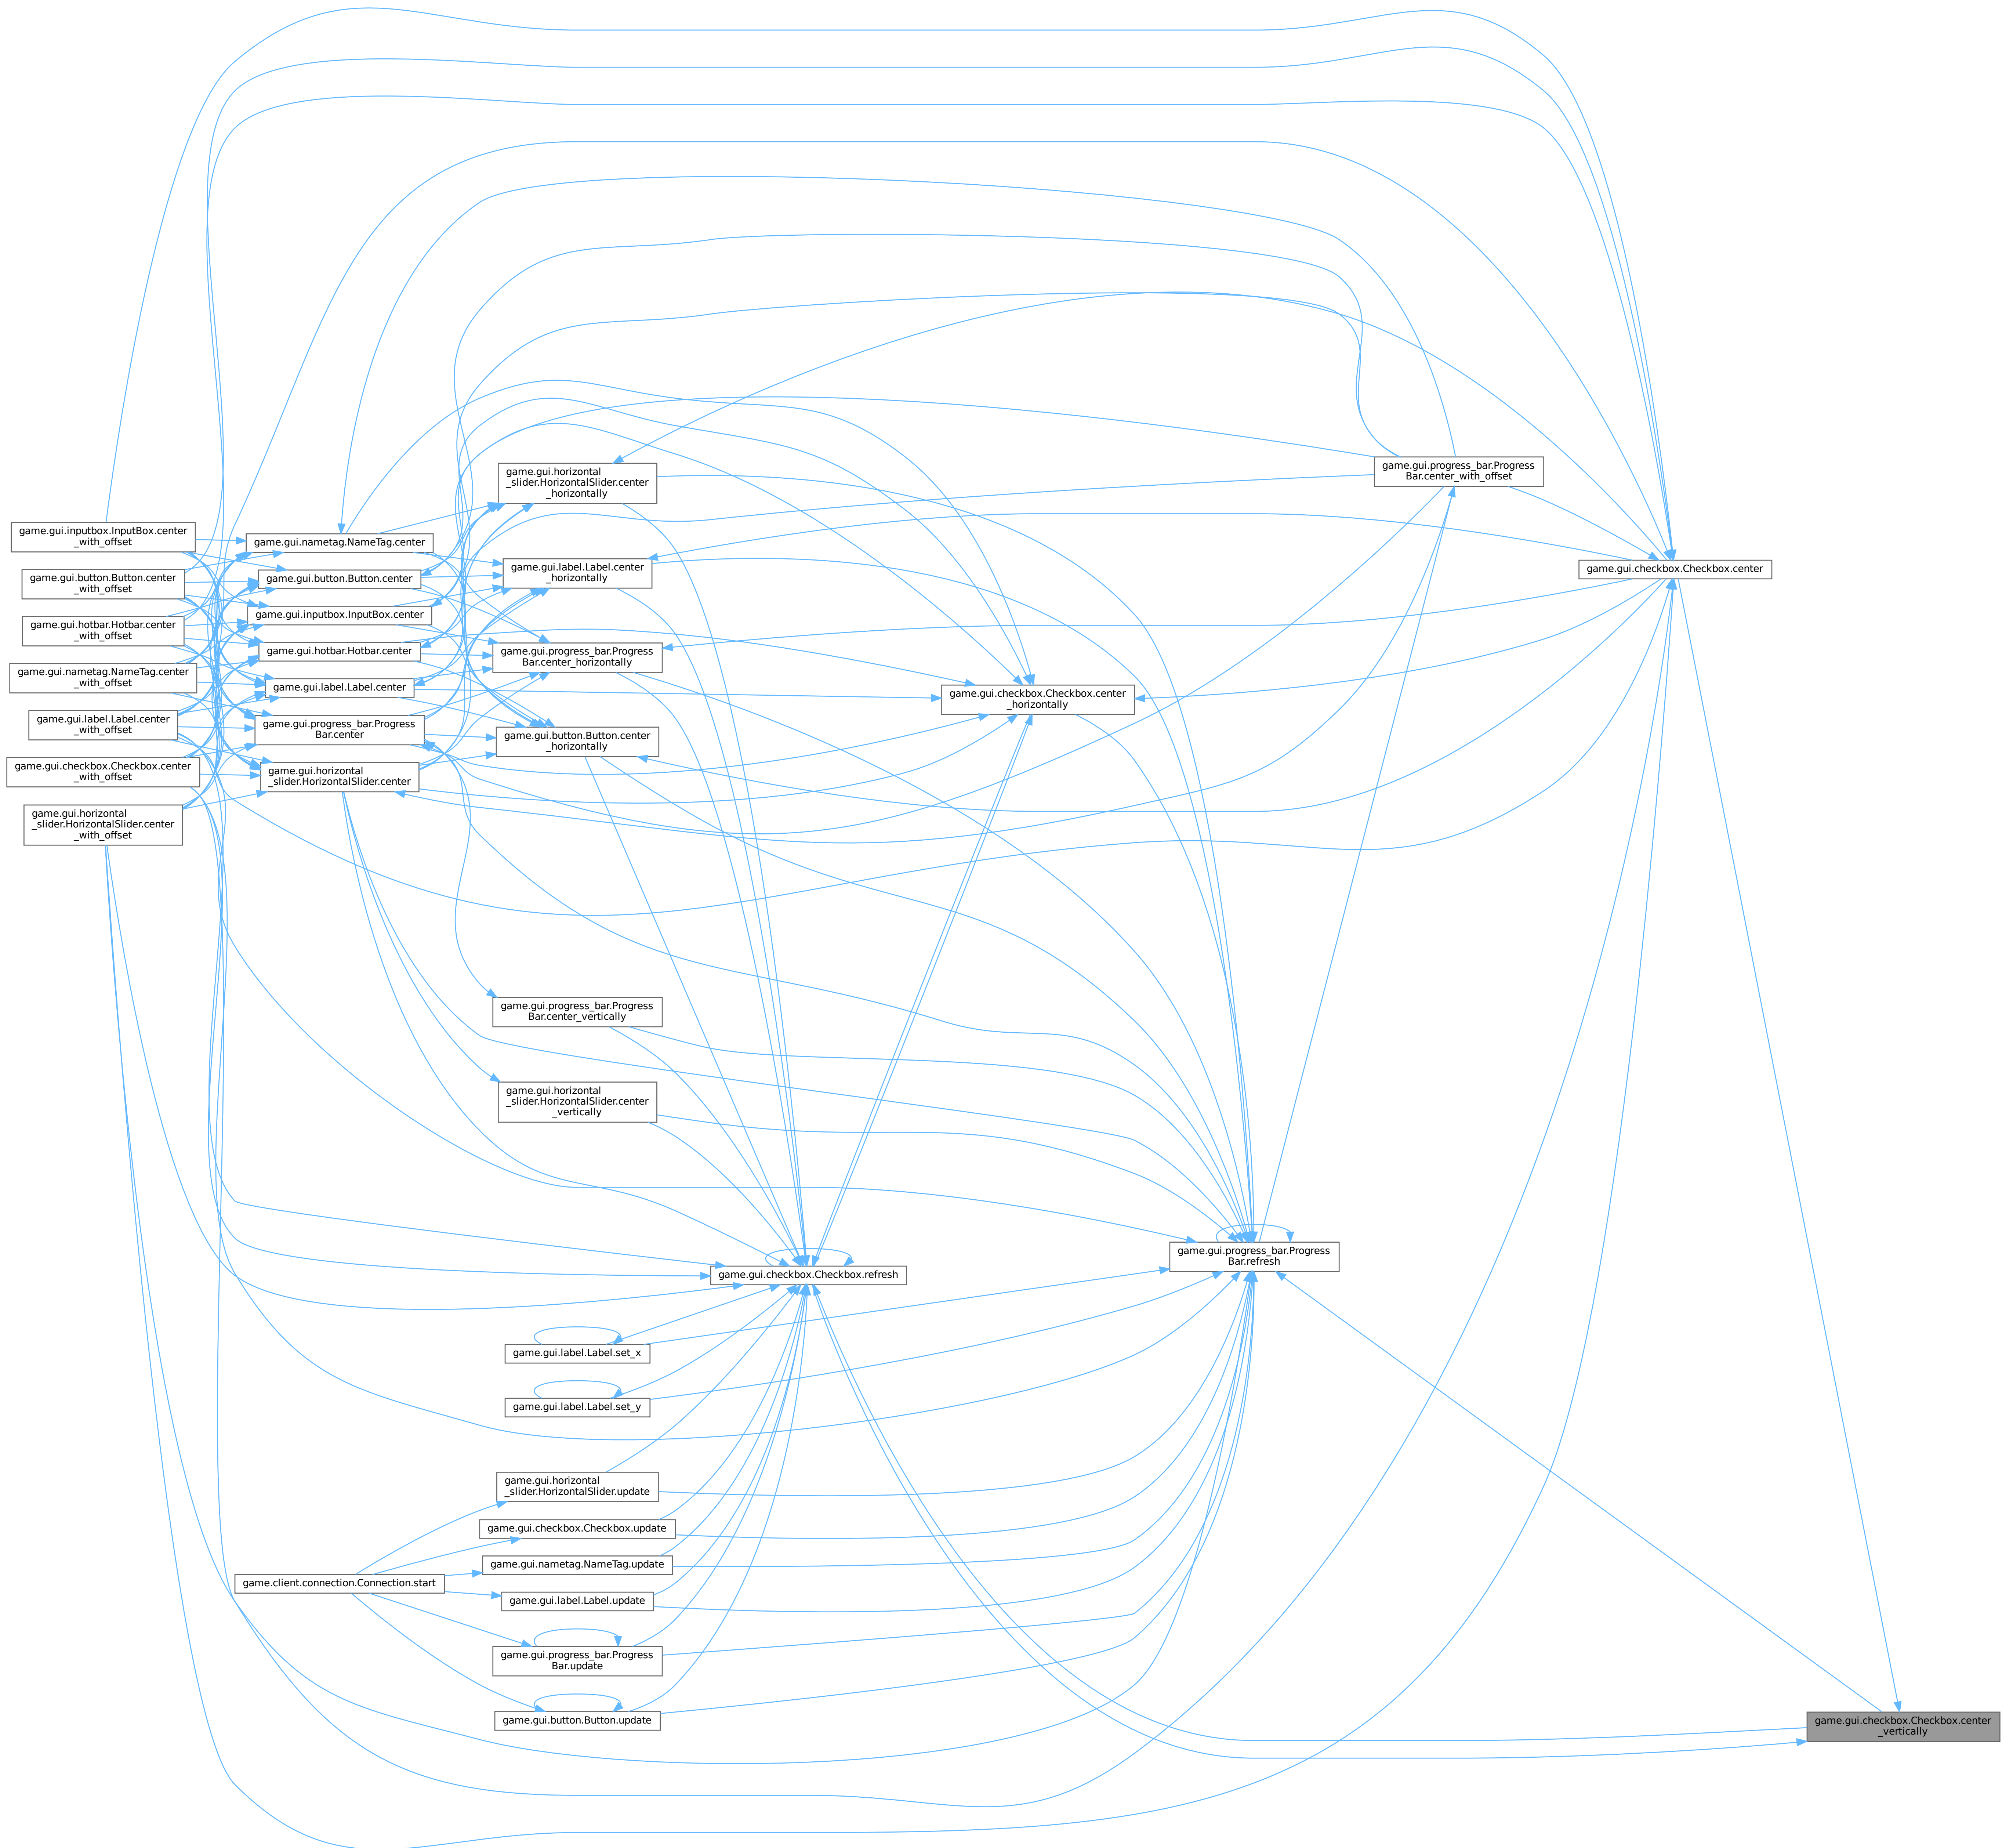 game.gui.horizontal
_slider.HorizontalSlider.center
_horizontally
game.gui.progress_bar.Progress
Bar.center_with_offset
game.gui.inputbox.InputBox.center
_with_offset
game.gui.nametag.NameTag.center
game.gui.label.Label.center
_horizontally
game.gui.checkbox.Checkbox.center
game.gui.button.Button.center
_with_offset
game.gui.button.Button.center
game.gui.inputbox.InputBox.center
game.gui.hotbar.Hotbar.center
_with_offset
game.gui.hotbar.Hotbar.center
game.gui.progress_bar.Progress
Bar.center_horizontally
game.gui.nametag.NameTag.center
_with_offset
game.gui.label.Label.center
game.gui.checkbox.Checkbox.center
_horizontally
game.gui.label.Label.center
_with_offset
game.gui.progress_bar.Progress
Bar.center
game.gui.button.Button.center
_horizontally
game.gui.checkbox.Checkbox.center
_with_offset
game.gui.horizontal
_slider.HorizontalSlider.center
game.gui.horizontal
_slider.HorizontalSlider.center
_with_offset
game.gui.progress_bar.Progress
Bar.center_vertically
game.gui.horizontal
_slider.HorizontalSlider.center
_vertically
game.gui.progress_bar.Progress
Bar.refresh
game.gui.checkbox.Checkbox.refresh
game.gui.label.Label.set_x
game.gui.label.Label.set_y
game.gui.horizontal
_slider.HorizontalSlider.update
game.gui.checkbox.Checkbox.update
game.gui.nametag.NameTag.update
game.client.connection.Connection.start
game.gui.label.Label.update
game.gui.progress_bar.Progress
Bar.update
game.gui.button.Button.update
game.gui.checkbox.Checkbox.center
_vertically